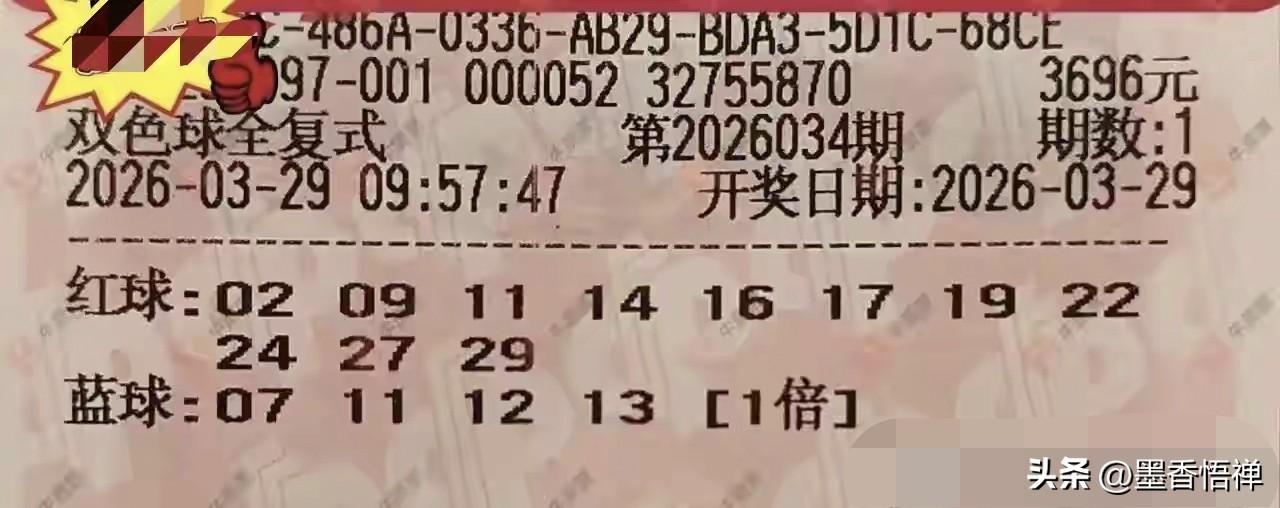 C-486A-0336-AB29-BDA3-5D1C-68CE
097-001 000052 32755870 3696元
双色球全复式 第2026034期 期数:1
2026-03-29 09:57:47 开奖日期:2026-03-29
红球:02 09 11 14 16 17 19 22
24 27 29
蓝球:07 11 12 13 [1倍]
头条 @墨香悟禅